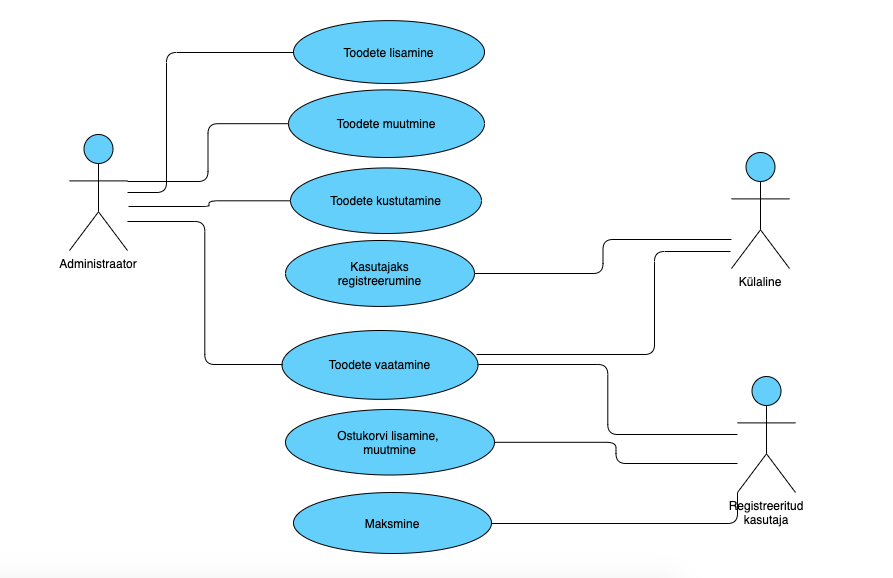 Toodete lisamine
Toodete muutmine
Toodete kustutamine
Administraator
Kasutajaks
registreerumine
Külaline
Toodete vaatamine
Ostukorvi lisamine,
muutmine
Registreeritud
kasutaja
Maksmine